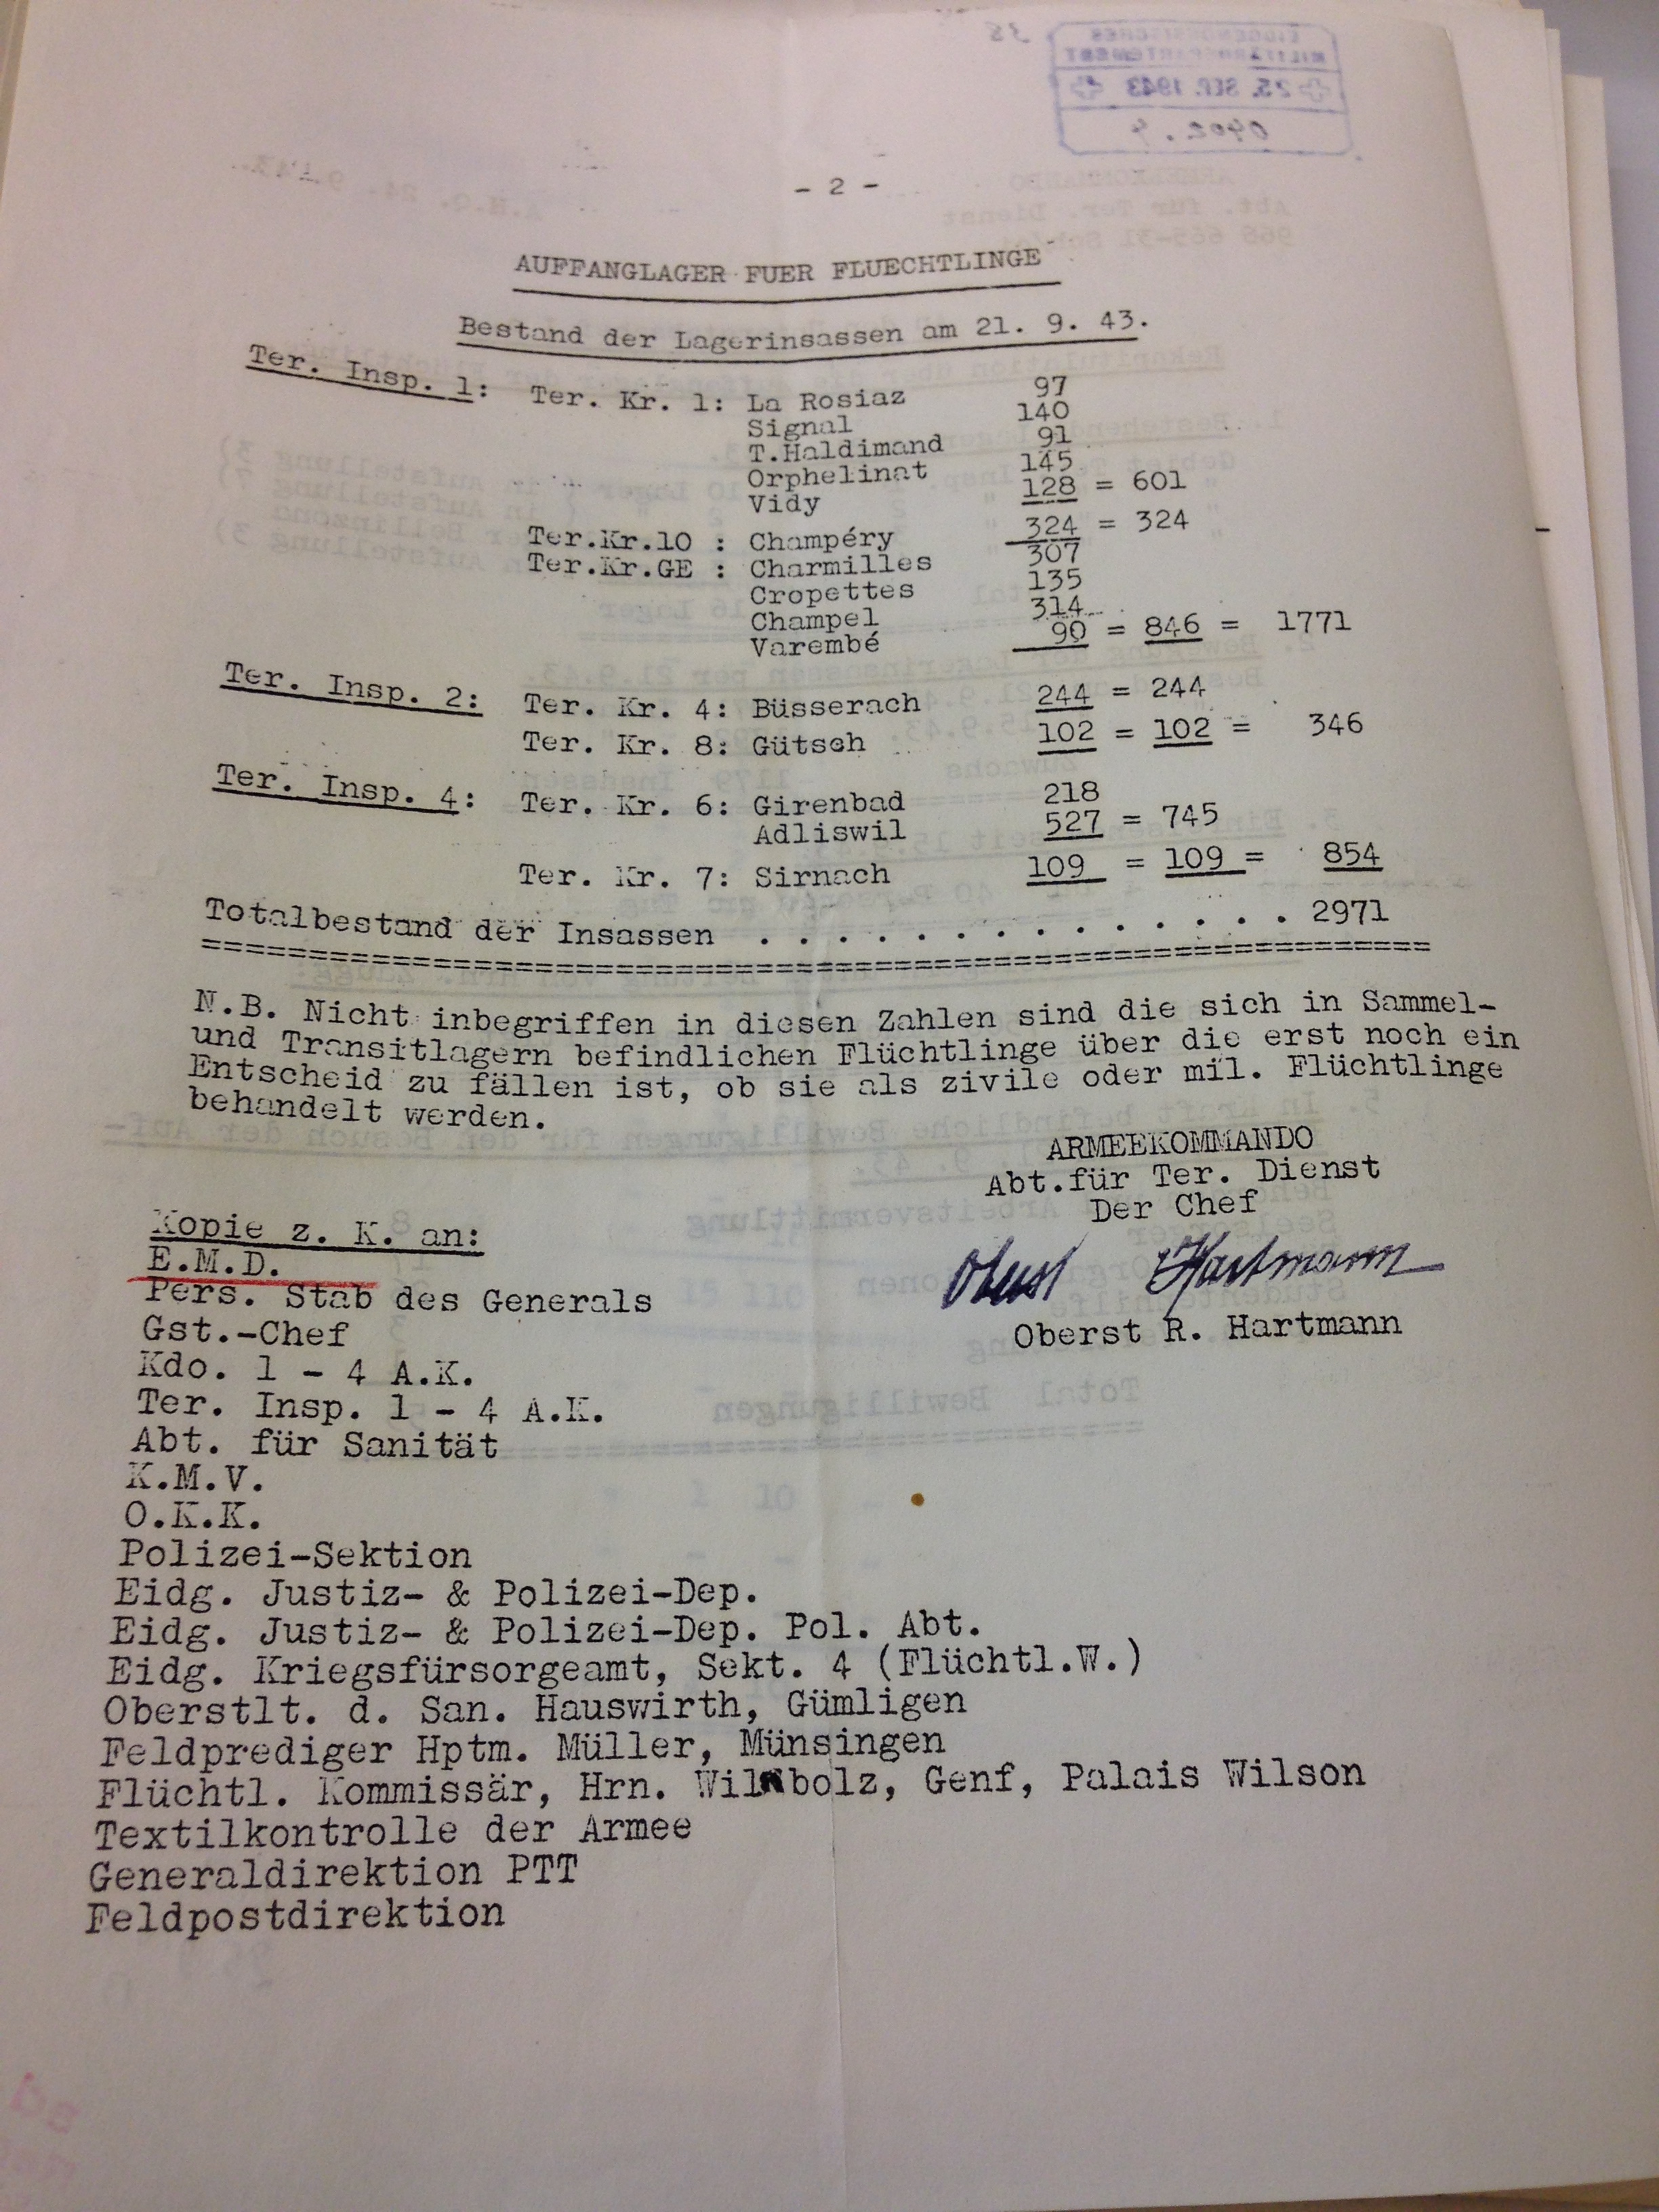 - 2 -
AUFFANGLAGER FUER FLUECHTLINGE
Bestand der Lagerinsassen am 21. 9. 43.
Ter. Insp. 1: Ter. Kr. 1: La Rosiaz 97
Signal 140
T.Haldimand 91
Orphelinat 145
Vidy 128 = 601
Ter.Kr.10 : Champéry 324 = 324
Ter.Kr.GE : Charmilles 307
Cropettes 135
Champel 314
Varembé 90 = 846 = 1771
Ter. Insp. 2: Ter. Kr. 4: Büsserach 244 = 244
Ter. Kr. 8: Gütsch 102 = 102 = 346
Ter. Insp. 4: Ter. Kr. 6: Girenbad 218
Adliswil 527 = 745
Ter. Kr. 7: Sirnach 109 = 109 = 854
Totalbestand der Insassen . . . . . . . . . . . . . . 2971
N.B. Nicht inbegriffen in diesen Zahlen sind die sich in Sammel-
und Transitlagern befindlichen Flüchtlinge über die erst noch ein
Entscheid zu fällen ist, ob sie als zivile oder mil. Flüchtlinge
behandelt werden.
ARMEEKOMMANDO
Abt.für Ter. Dienst
Der Chef
Oberst Hartmann
Oberst R. Hartmann
Kopie z. K. an:
E.M.D.
Pers. Stab des Generals
Gst.-Chef
Kdo. 1 - 4 A.K.
Ter. Insp. 1 - 4 A.K.
Abt. für Sanität
K.M.V.
O.K.K.
Polizei-Sektion
Eidg. Justiz- & Polizei-Dep.
Eidg. Justiz- & Polizei-Dep. Pol. Abt.
Eidg. Kriegsfürsorgeamt, Sekt. 4 (Flüchtl.W.)
Oberstlt. d. San. Hauswirth, Gümligen
Feldprediger Hptm. Müller, Münsingen
Flüchtl. Kommissär, Hrn. Wilnbolz, Genf, Palais Wilson
Textilkontrolle der Armee
Generaldirektion PTT
Feldpostdirektion